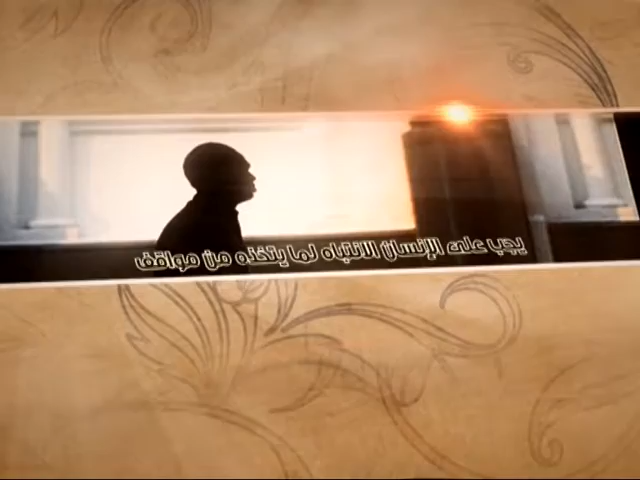 يجب على الإنسان الانتباه لما يتخذه من مواقف